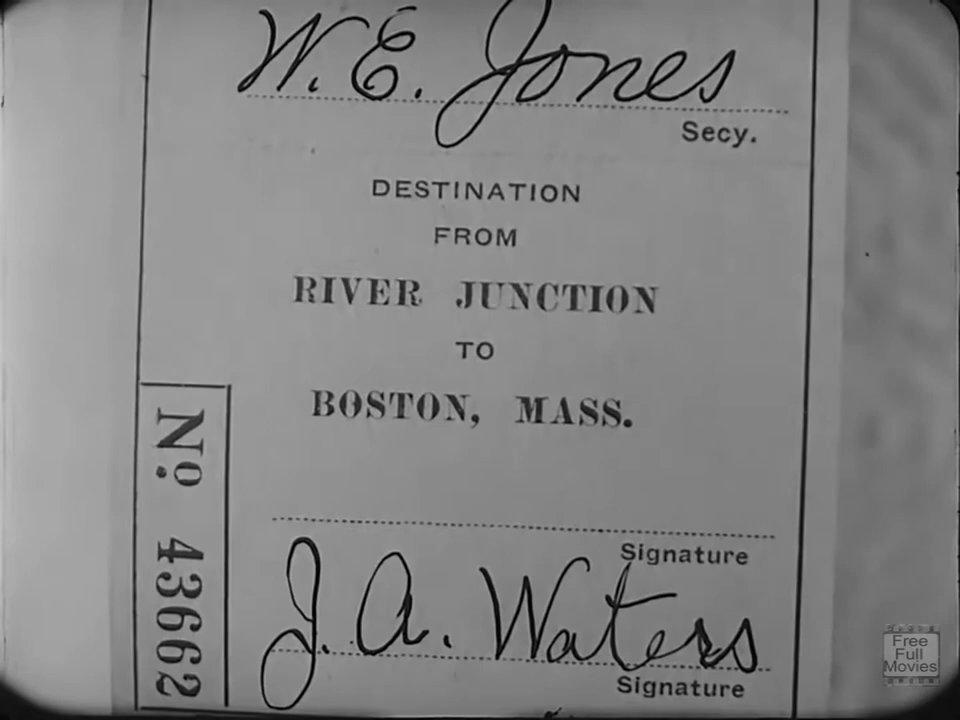 W. E. Jones
Secy.
DESTINATION
FROM
RIVER JUNCTION
TO
BOSTON, MASS.
Signature
J. A. Waters
Signature
Nº 43662
Free
Full
Movies